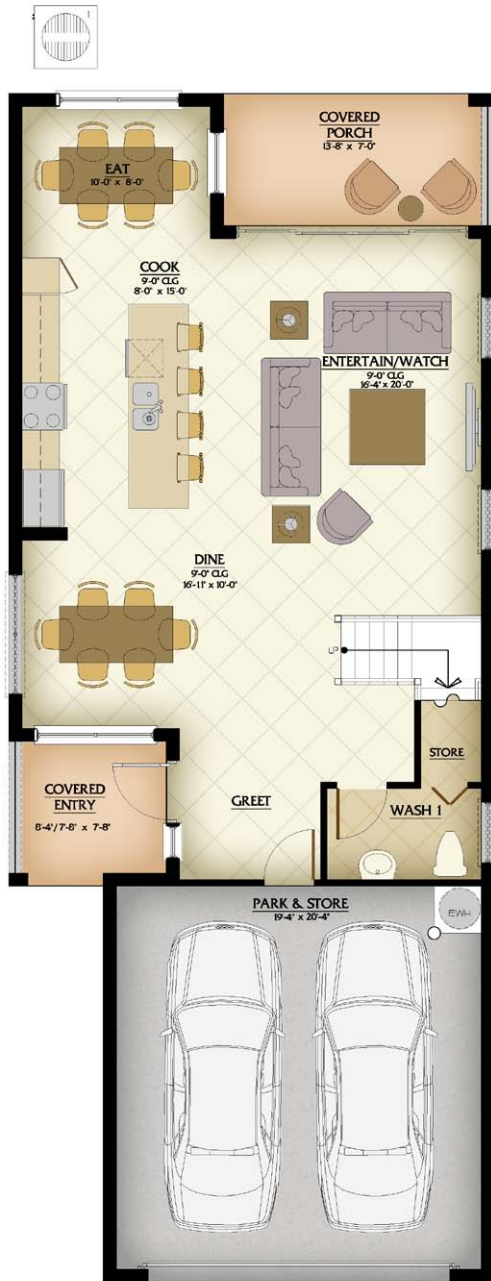 COVERED
PORCH
13'-8" x 7'-0"
EAT
10'-0" x 8'-0"
COOK
9'-0" CLG
8'-0" x 15'-0"
ENTERTAIN/WATCH
9'-0" CLG
16'-4" x 20'-0"
DINE
9'-0" CLG
16'-11" x 10'-0"
UP
STORE
COVERED
ENTRY
8'-4"/7'-8" x 7'-8"
GREET
WASH 1
PARK & STORE
19'-4" x 20'-4"
EWH